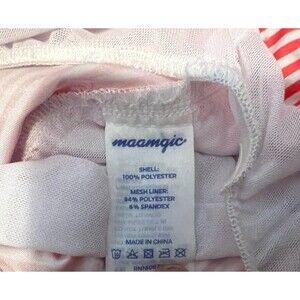 maamgic
SHELL:
100% POLYESTER
MESH LINER:
94% POLYESTER
6% SPANDEX
MADE IN CHINA